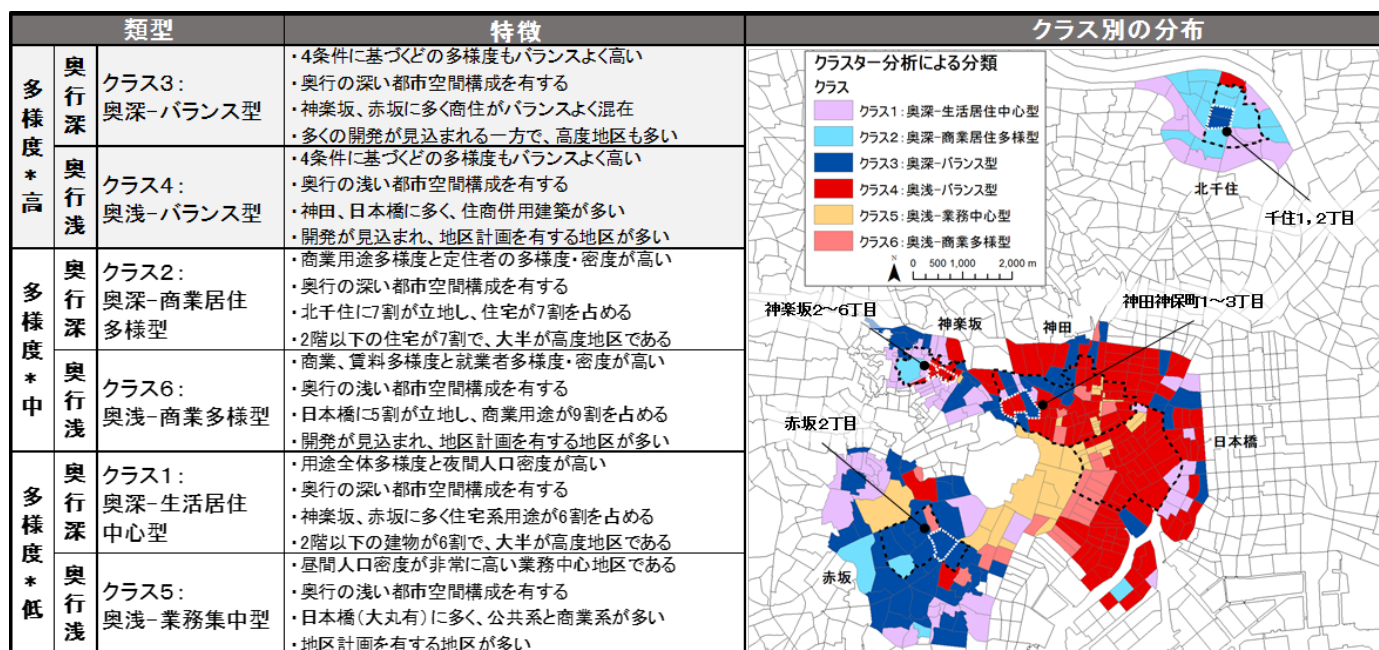 類型
特徴
クラス別の分布
多様度*高
奥行深
クラス3:
奥深-バランス型
・4条件に基づくどの多様度もバランスよく高い
・奥行の深い都市空間構成を有する
・神楽坂、赤坂に多く商住がバランスよく混在
・多くの開発が見込まれる一方で、高度地区も多い
奥行浅
クラス4:
奥浅-バランス型
・4条件に基づくどの多様度もバランスよく高い
・奥行の浅い都市空間構成を有する
・神田、日本橋に多く、住商併用建築が多い
・開発が見込まれ、地区計画を有する地区が多い
多様度*中
奥行深
クラス2:
奥深-商業居住
多様型
・商業用途多様度と定住者の多様度・密度が高い
・奥行の深い都市空間構成を有する
・北千住に7割が立地し、住宅が7割を占める
・2階以下の住宅が7割で、大半が高度地区である
奥行浅
クラス6:
奥浅-商業多様型
・商業、賃料多様度と就業者多様度・密度が高い
・奥行の浅い都市空間構成を有する
・日本橋に5割が立地し、商業用途が9割を占める
・開発が見込まれ、地区計画を有する地区が多い
多様度*低
奥行深
クラス1:
奥深-生活居住
中心型
・用途全体多様度と夜間人口密度が高い
・奥行の深い都市空間構成を有する
・神楽坂、赤坂に多く住宅系用途が6割を占める
・2階以下の建物が6割で、大半が高度地区である
奥行浅
クラス5:
奥浅-業務集中型
・昼間人口密度が非常に高い業務中心地区である
・奥行の浅い都市空間構成を有する
・日本橋(大丸有)に多く、公共系と商業系が多い
・地区計画を有する地区が多い
クラスター分析による分類
クラス
クラス1:奥深-生活居住中心型
クラス2:奥深-商業居住多様型
クラス3:奥深-バランス型
クラス4:奥浅-バランス型
クラス5:奥浅-業務中心型
クラス6:奥浅-商業多様型
N
0 500 1,000 2,000 m
北千住
千住1,2丁目
神楽坂2～6丁目
神楽坂
神田
神田神保町1～3丁目
赤坂2丁目
日本橋
赤坂